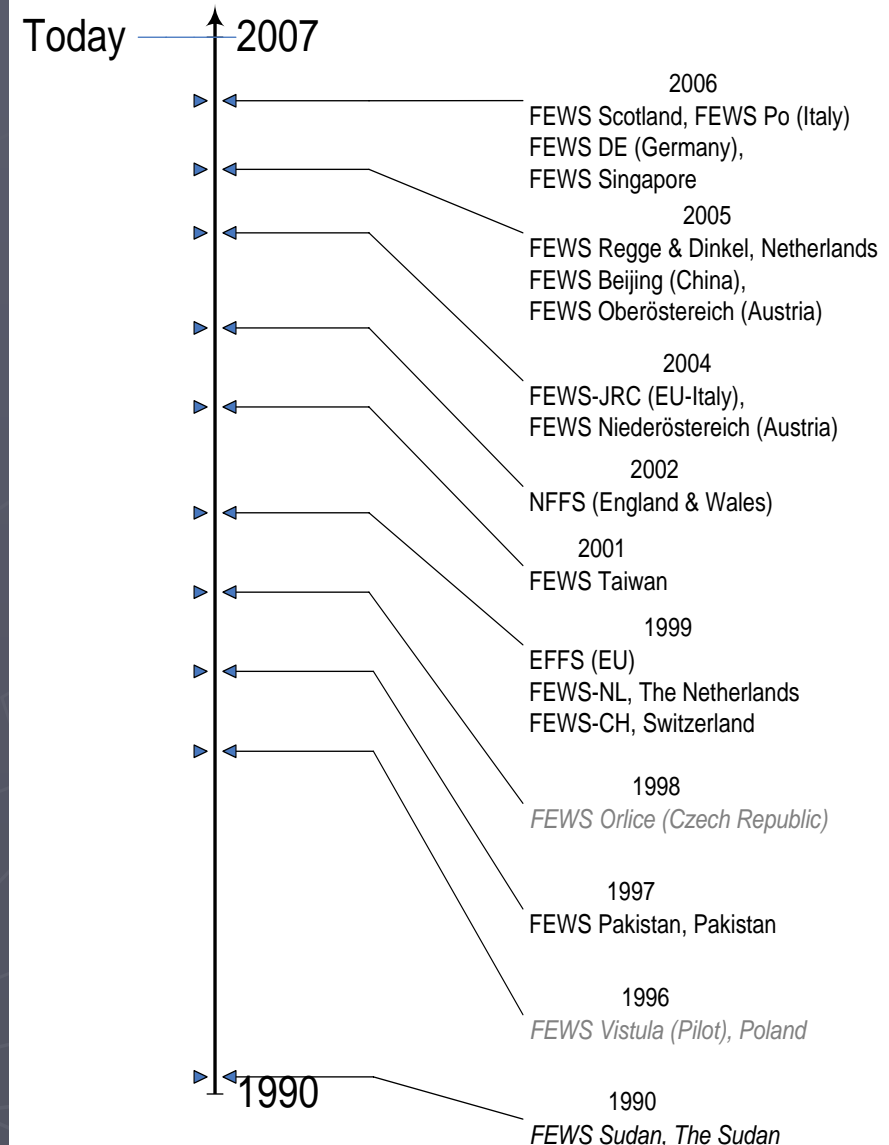 Today 2007
2006
FEWS Scotland, FEWS Po (Italy)
FEWS DE (Germany),
FEWS Singapore
2005
FEWS Regge & Dinkel, Netherlands
FEWS Beijing (China),
FEWS Oberöstereich (Austria)
2004
FEWS-JRC (EU-Italy),
FEWS Niederöstereich (Austria)
2002
NFFS (England & Wales)
2001
FEWS Taiwan
1999
EFFS (EU)
FEWS-NL, The Netherlands
FEWS-CH, Switzerland
1998
FEWS Orlice (Czech Republic)
1997
FEWS Pakistan, Pakistan
1996
FEWS Vistula (Pilot), Poland
1990
1990
FEWS Sudan, The Sudan